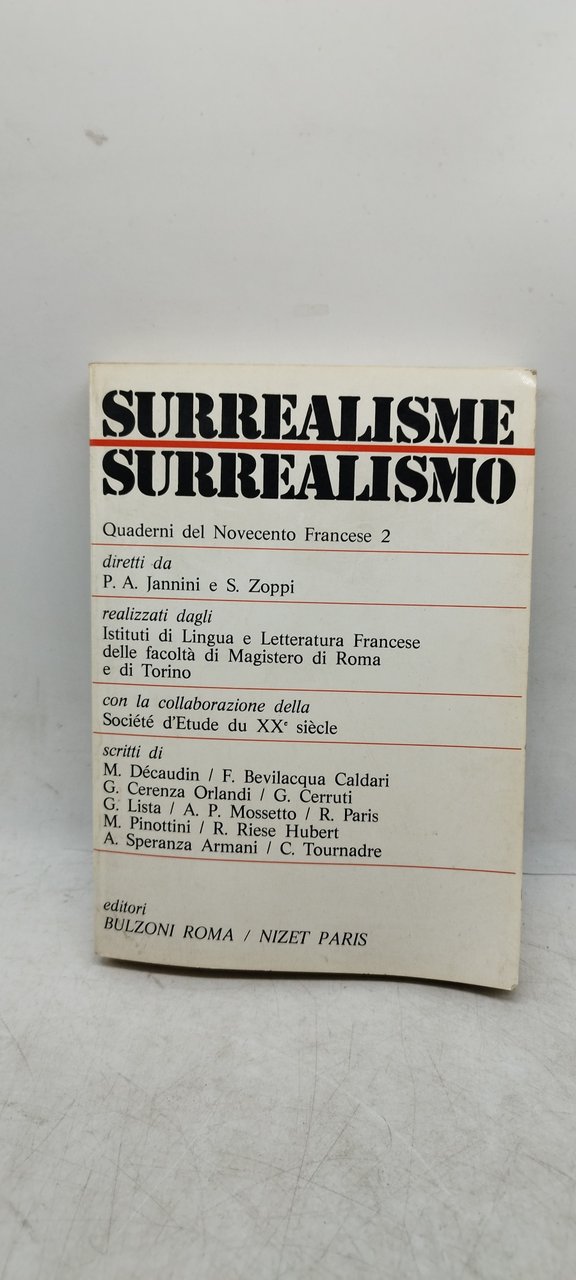 SURREALISME
SURREALISMO
Quaderni del Novecento Francese 2
diretti da
P. A. Jannini e S. Zoppi
realizzati dagli
Istituti di Lingua e Letteratura Francese
delle facoltà di Magistero di Roma
e di Torino
con la collaborazione della
Société d'Etude du XXᵉ siècle
scritti di
M. Décaudin / F. Bevilacqua Caldari
G. Cerenza Orlandi / G. Cerruti
G. Lista / A. P. Mossetto / R. Paris
M. Pinottini / R. Riese Hubert
A. Speranza Armani / C. Tournadre
editori
BULZONI ROMA / NIZET PARIS